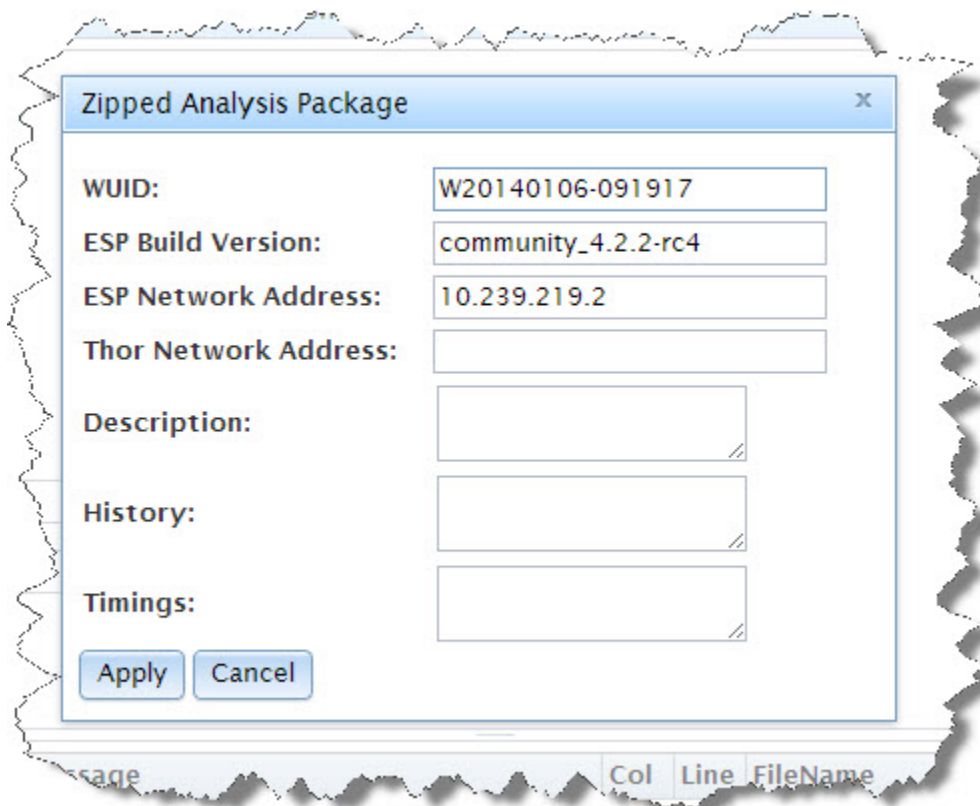 Zipped Analysis Package x
WUID: W20140106-091917
ESP Build Version: community_4.2.2-rc4
ESP Network Address: 10.239.219.2
Thor Network Address:
Description:
History:
Timings:
Apply Cancel
ssage Col Line FileName